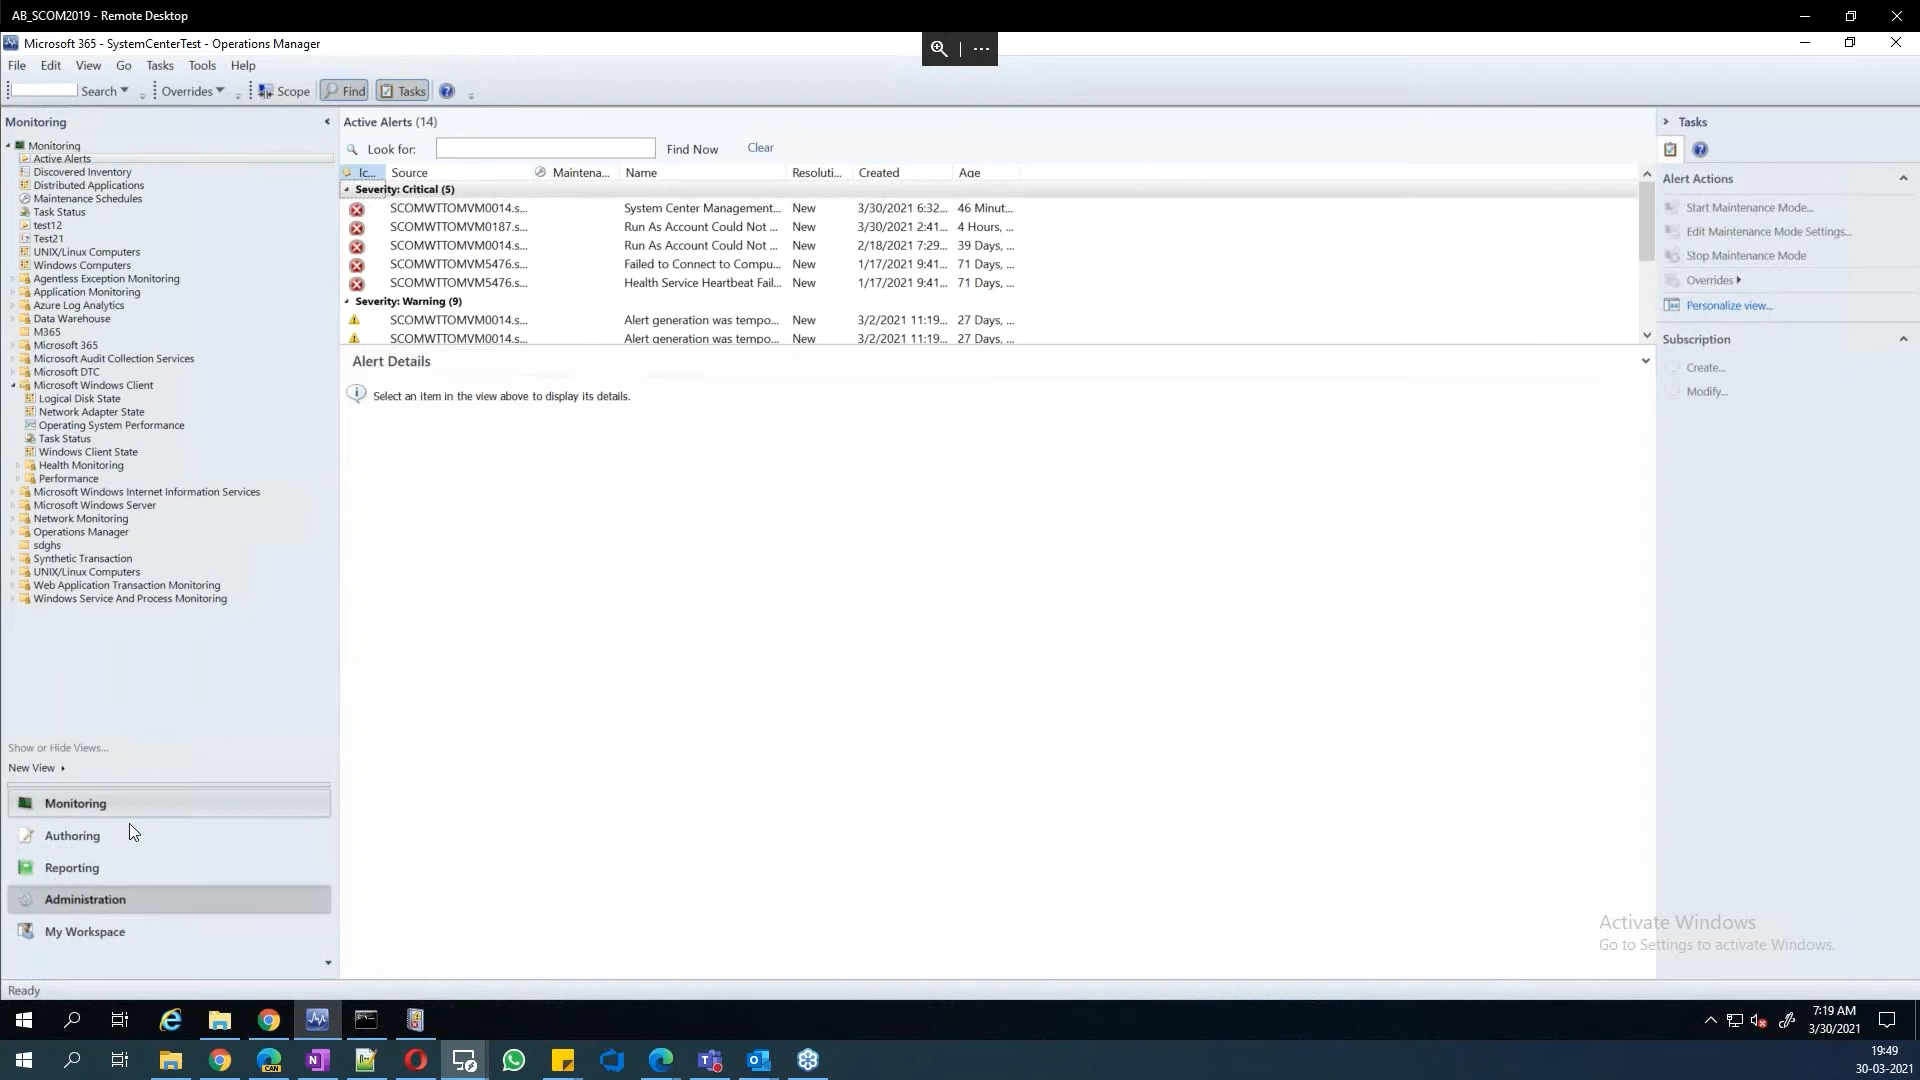 AB_SCOM2019 - Remote Desktop
Microsoft 365 - SystemCenterTest - Operations Manager
File Edit View Go Tasks Tools Help
Search Overrides Scope Find Tasks
Monitoring
Monitoring
Active Alerts
Discovered Inventory
Distributed Applications
Maintenance Schedules
Task Status
test12
Test21
UNIX/Linux Computers
Windows Computers
Agentless Exception Monitoring
Application Monitoring
Azure Log Analytics
Data Warehouse
M365
Microsoft 365
Microsoft Audit Collection Services
Microsoft DTC
Microsoft Windows Client
Logical Disk State
Network Adapter State
Operating System Performance
Task Status
Windows Client State
Health Monitoring
Performance
Microsoft Windows Internet Information Services
Microsoft Windows Server
Network Monitoring
Operations Manager
sdghs
Synthetic Transaction
UNIX/Linux Computers
Web Application Transaction Monitoring
Windows Service And Process Monitoring
Show or Hide Views...
New View
Monitoring
Authoring
Reporting
Administration
My Workspace
Ready
Active Alerts (14)
Look for: Find Now Clear
Ic... Source Maintena... Name Resoluti... Created Age
Severity: Critical (5)
SCOMWTTOMVM0014.s... System Center Management... New 3/30/2021 6:32... 46 Minut...
SCOMWTTOMVM0187.s... Run As Account Could Not ... New 3/30/2021 2:41... 4 Hours, ...
SCOMWTTOMVM0014.s... Run As Account Could Not ... New 2/18/2021 7:29... 39 Days, ...
SCOMWTTOMVM5476.s... Failed to Connect to Compu... New 1/17/2021 9:41... 71 Days, ...
SCOMWTTOMVM5476.s... Health Service Heartbeat Fail... New 1/17/2021 9:41... 71 Days, ...
Severity: Warning (9)
SCOMWTTOMVM0014.s... Alert generation was tempo... New 3/2/2021 11:19... 27 Days, ...
SCOMWTTOMVM0014.s... Alert generation was tempo... New 3/2/2021 11:19... 27 Days, ...
Alert Details
Select an item in the view above to display its details.
Tasks
Alert Actions
Start Maintenance Mode...
Edit Maintenance Mode Settings...
Stop Maintenance Mode
Overrides
Personalize view...
Subscription
Create...
Modify...
Activate Windows
Go to Settings to activate Windows.
7:19 AM
3/30/2021
CAN
19:49
30-03-2021